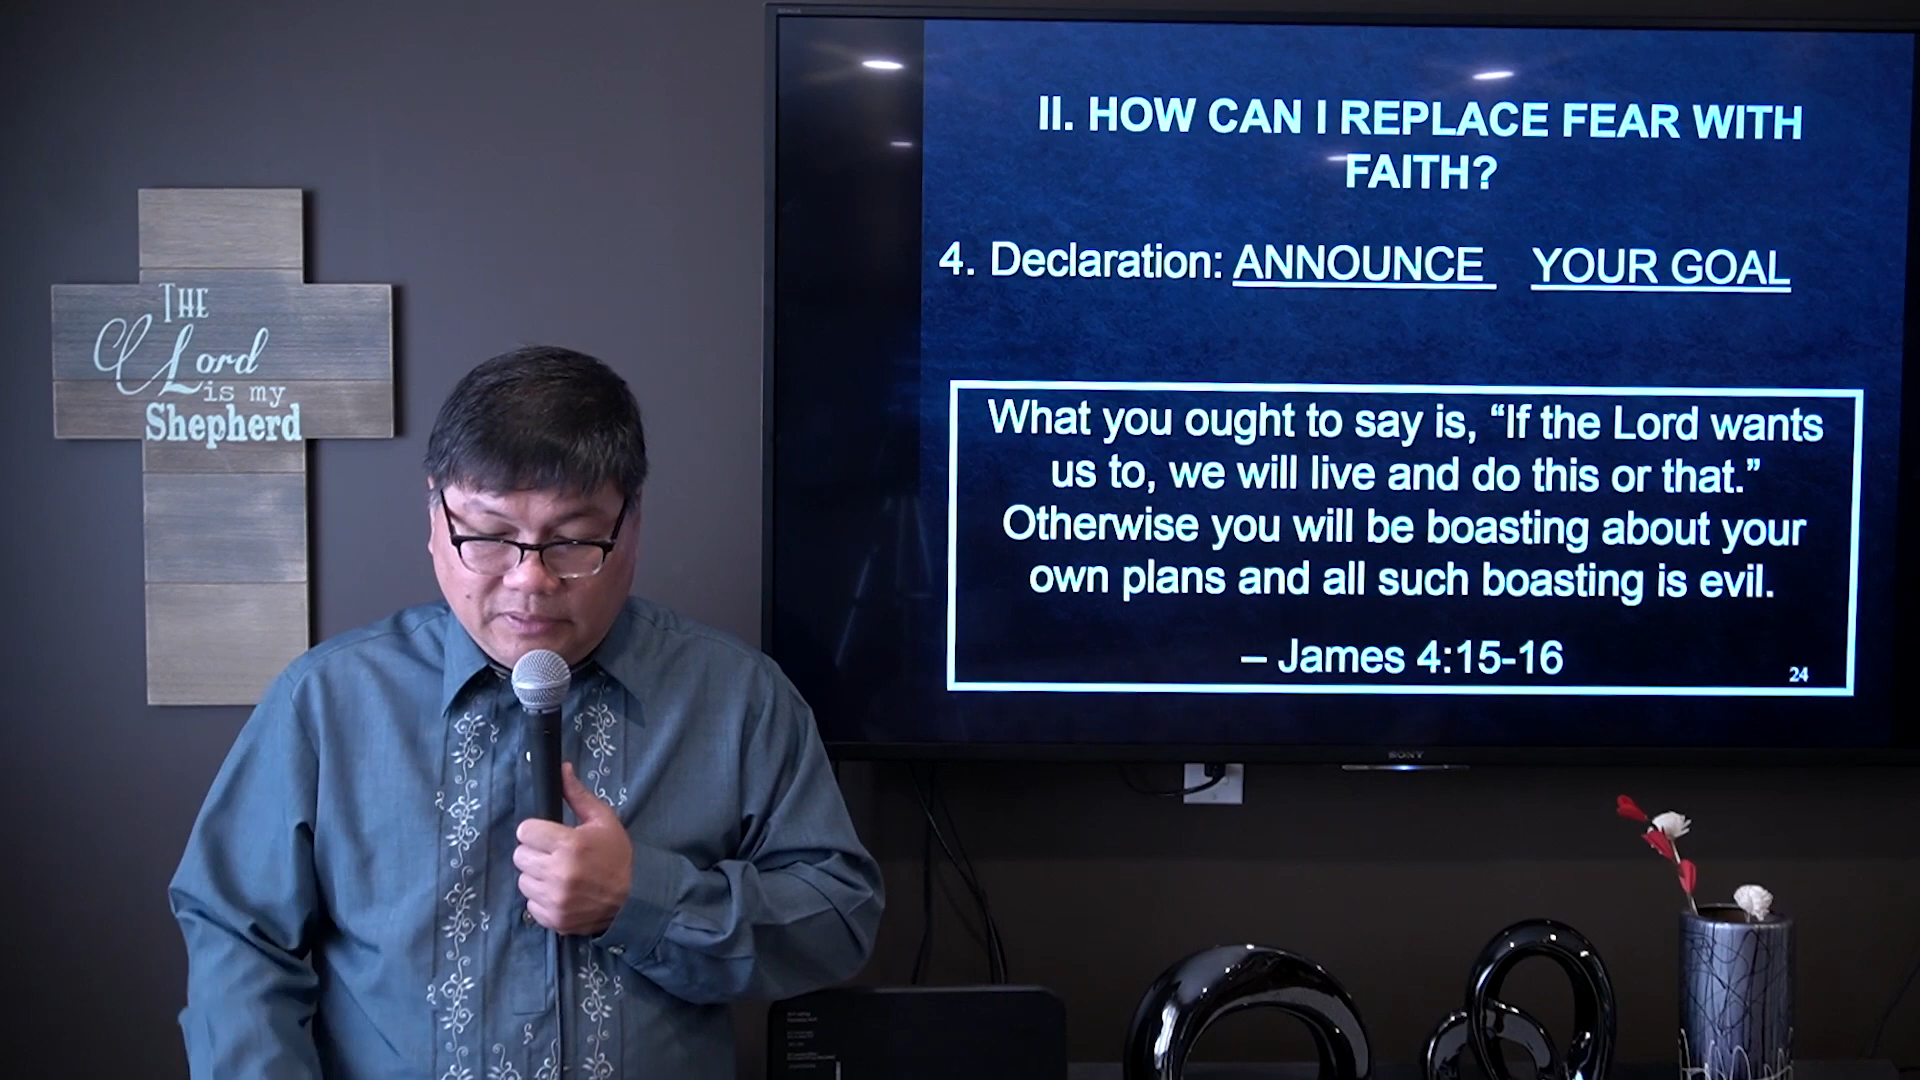 THE
Lord
is my
Shepherd
II. HOW CAN I REPLACE FEAR WITH
FAITH?
4. Declaration: ANNOUNCE YOUR GOAL
What you ought to say is, “If the Lord wants
us to, we will live and do this or that.”
Otherwise you will be boasting about your
own plans and all such boasting is evil.
– James 4:15-16
24
SONY